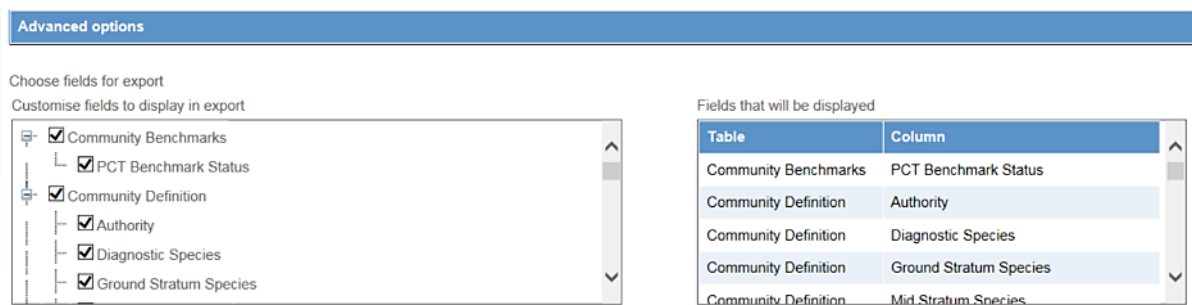 Advanced options
Choose fields for export
Customise fields to display in export
Community Benchmarks
PCT Benchmark Status
Community Definition
Authority
Diagnostic Species
Ground Stratum Species
Fields that will be displayed
Table Column
Community Benchmarks PCT Benchmark Status
Community Definition Authority
Community Definition Diagnostic Species
Community Definition Ground Stratum Species
Community Definition Mid Stratum Species